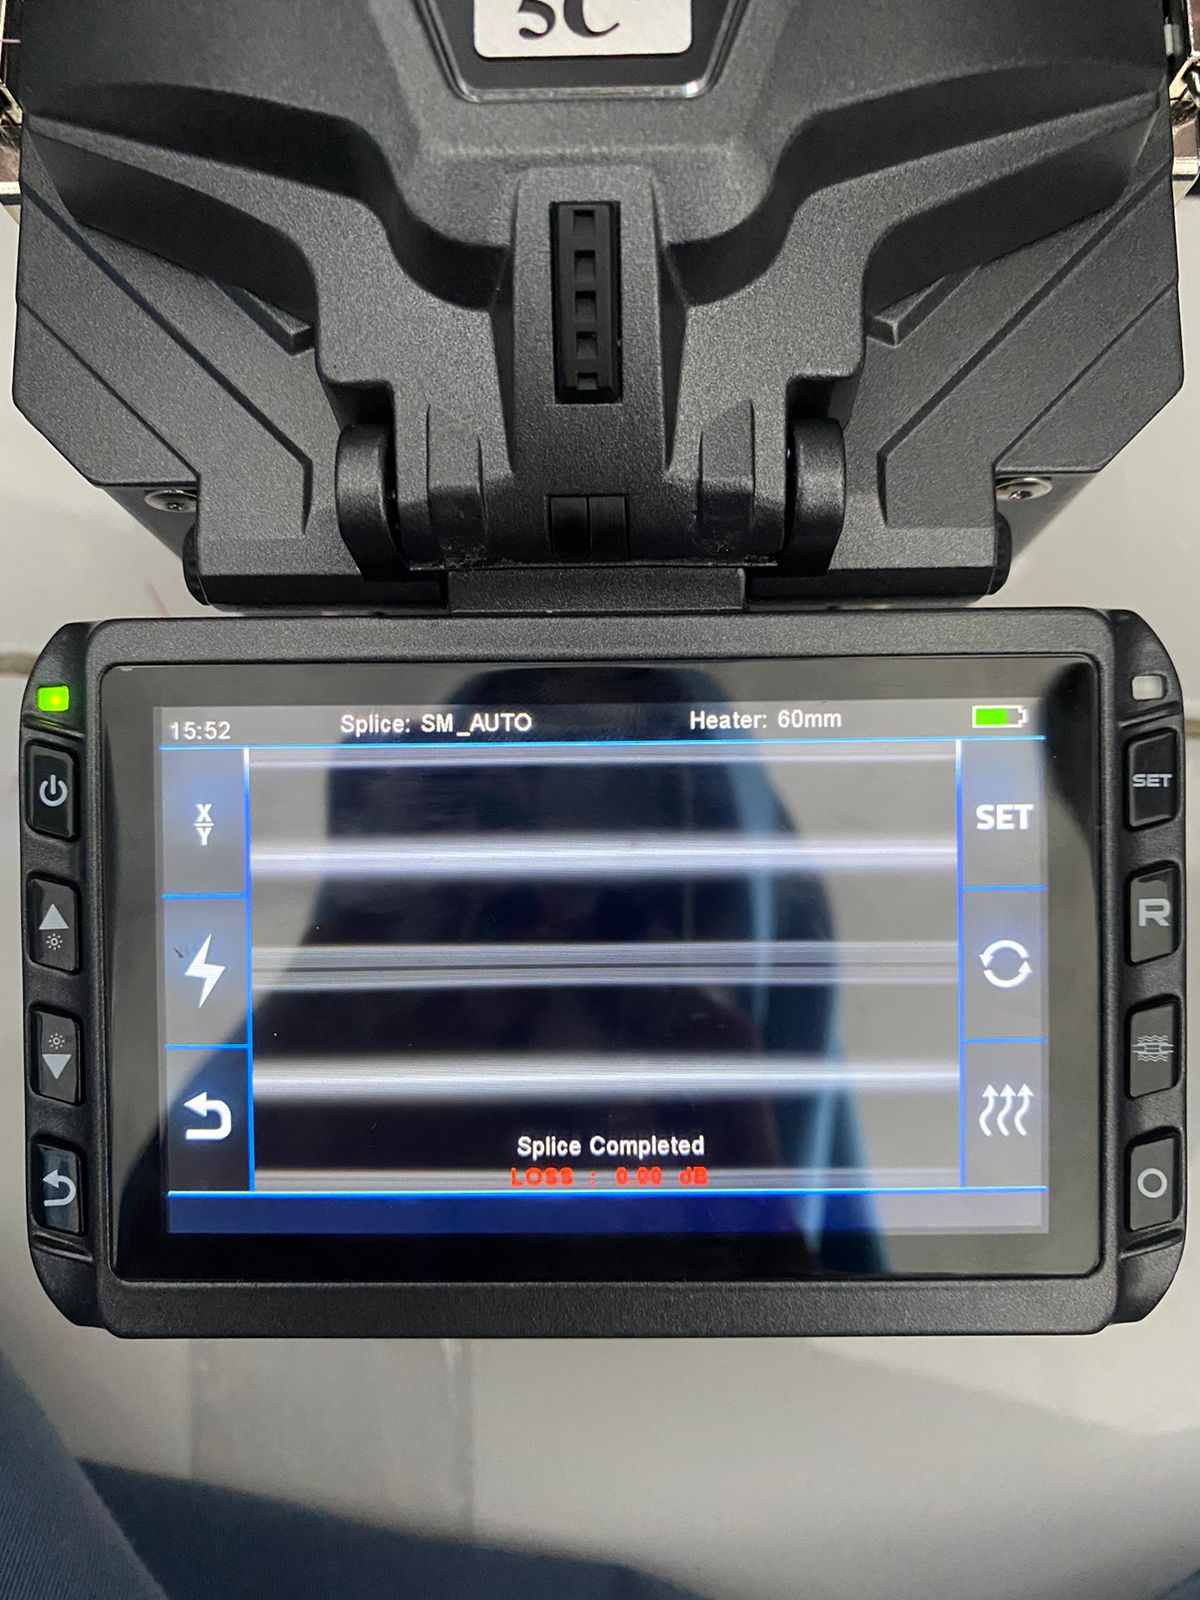 5C+
15:52
Splice: SM_AUTO
Heater: 60mm
X
Y
SET
SET
R
Splice Completed
LOSS : 0.00 dB